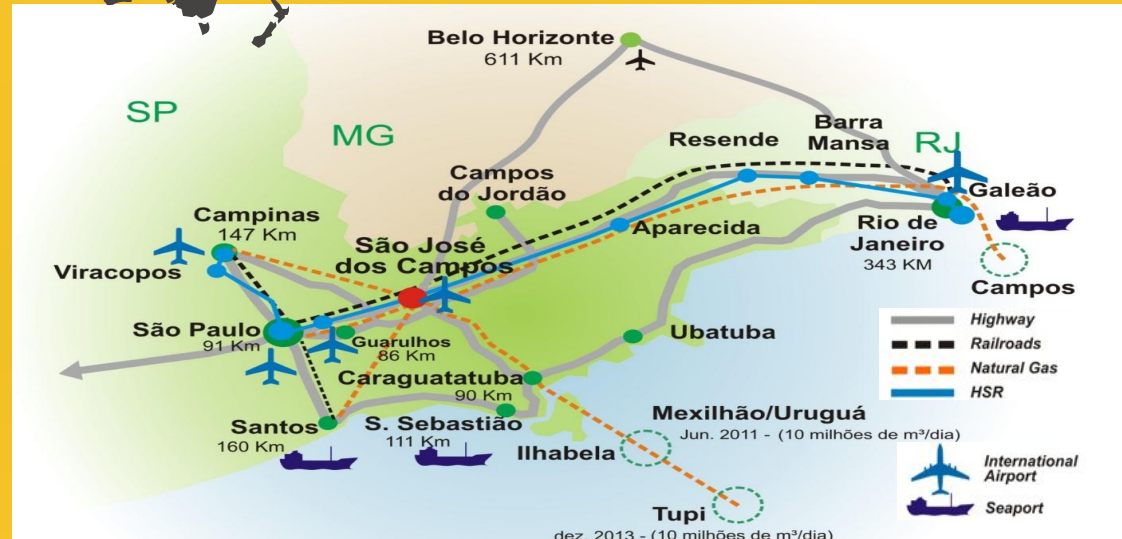 Belo Horizonte
611 Km
SP
MG
RJ
Barra
Mansa
Resende
Campos
do Jordão
Galeão
Campinas
147 Km
São José
dos Campos
Aparecida
Rio de
Janeiro
343 KM
Viracopos
Campos
São Paulo
91 Km
Guarulhos
86 Km
Ubatuba
Highway
Railroads
Natural Gas
HSR
Caraguatatuba
90 Km
Santos
160 Km
S. Sebastião
111 Km
Ilhabela
Mexilhão/Uruguá
Jun. 2011 - (10 milhões de m³/dia)
International
Airport
Seaport
Tupi
dez. 2013 - (10 milhões de m³/dia)